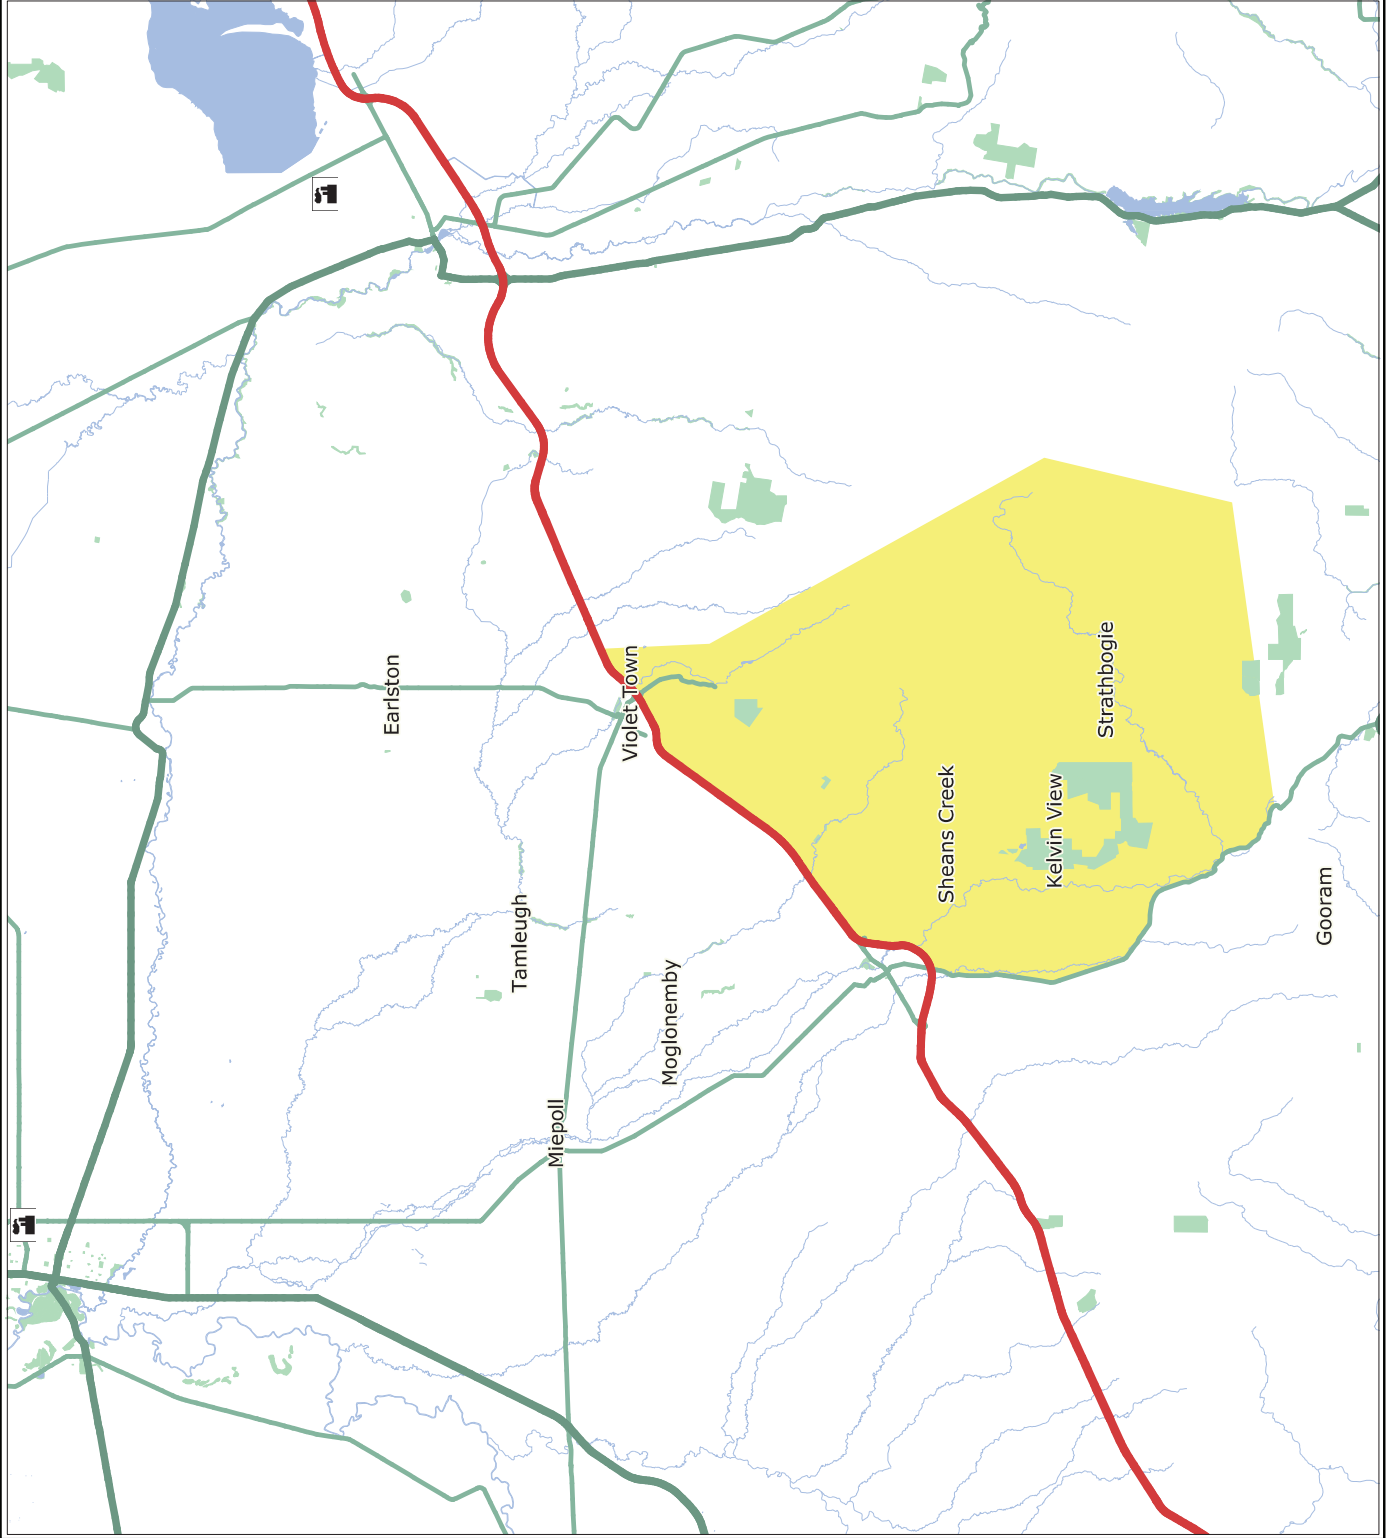 Earlston
Violet Town
Strathbogie
Sheans Creek
Kelvin View
Gooram
Tamleugh
Moglonemby
Miepoll